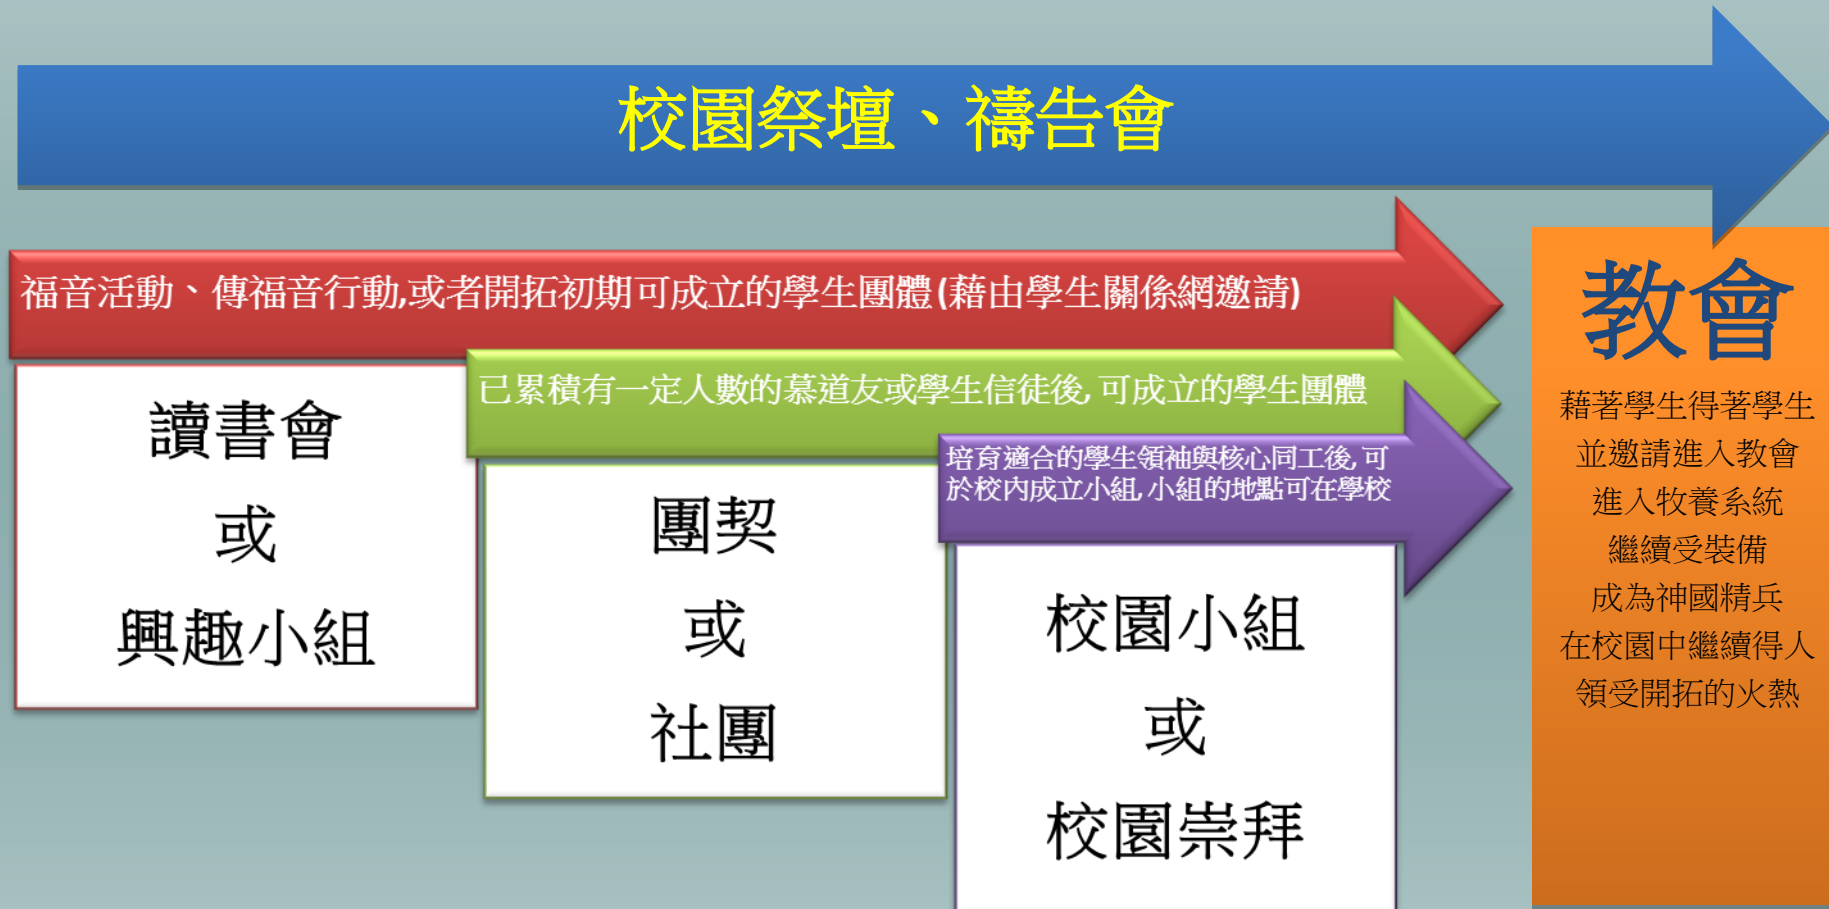 校園祭壇、禱告會
福音活動、傳福音行動,或者開拓初期可成立的學生團體(藉由學生關係網邀請)
讀書會
或
興趣小組
已累積有一定人數的慕道友或學生信徒後,可成立的學生團體
團契
或
社團
培育適合的學生領袖與核心同工後,可
於校內成立小組,小組的地點可在學校
校園小組
或
校園崇拜
教會
藉著學生得著學生
並邀請進入教會
進入牧養系統
繼續受裝備
成為神國精兵
在校園中繼續得人
領受開拓的火熱